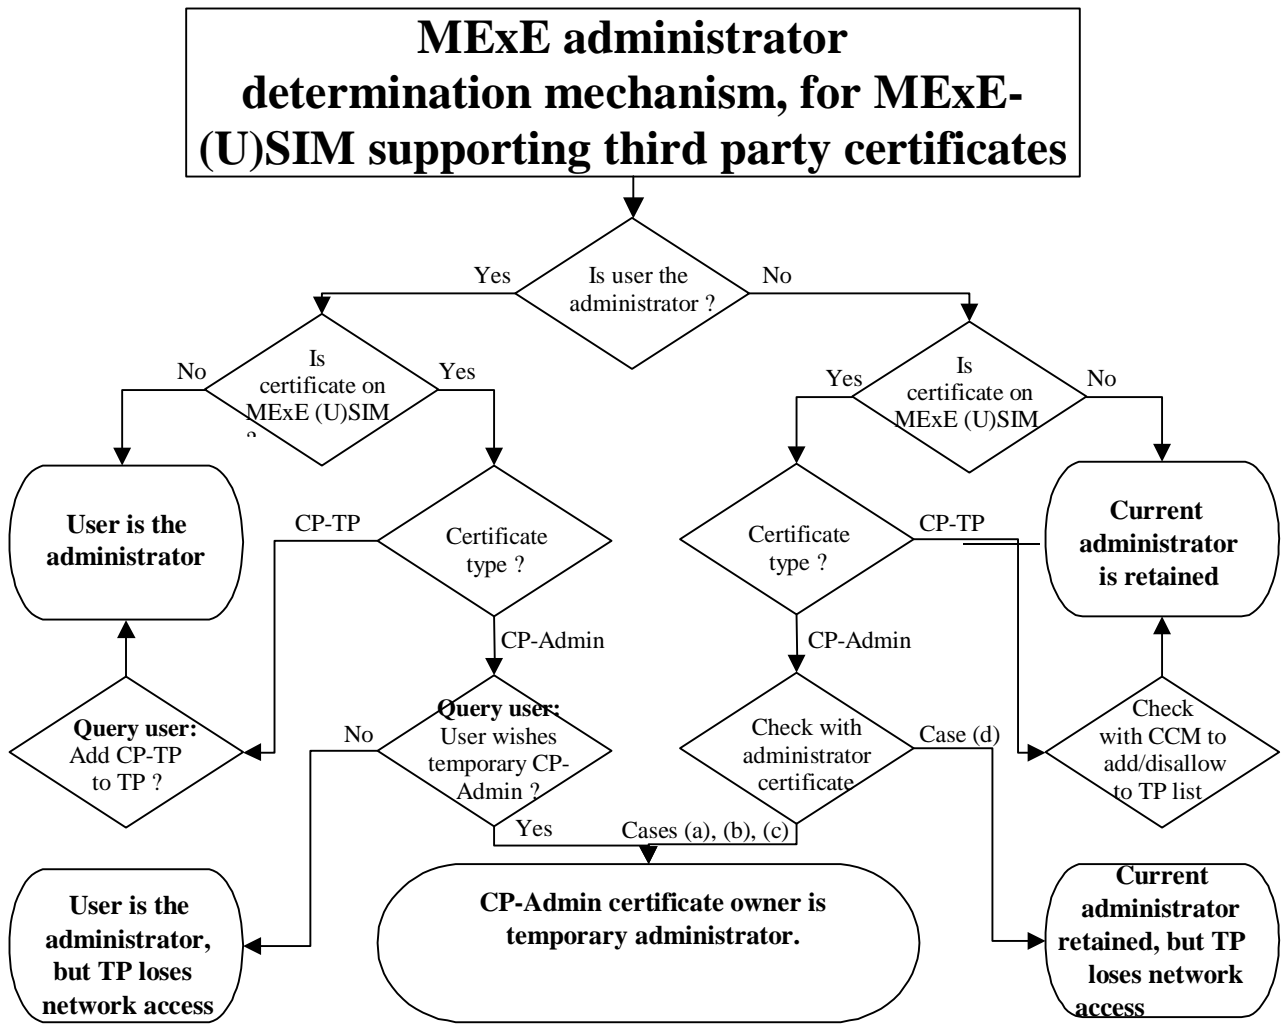 MExE administrator
determination mechanism, for MExE-
(U)SIM supporting third party certificates
Yes
Is user the
administrator ?
No
No
Is
certificate on
MExE (U)SIM
?
Yes
Yes
Is
certificate on
MExE (U)SIM
No
User is the
administrator
CP-TP
Certificate
type ?
Certificate
type ?
CP-TP
Current
administrator
is retained
CP-Admin
CP-Admin
Query user:
Add CP-TP
to TP ?
No
Query user:
User wishes
temporary CP-
Admin ?
Check with
administrator
certificate
Case (d)
Check
with CCM to
add/disallow
to TP list
Yes
Cases (a), (b), (c)
User is the
administrator,
but TP loses
network access
CP-Admin certificate owner is
temporary administrator.
Current
administrator
retained, but TP
loses network
access